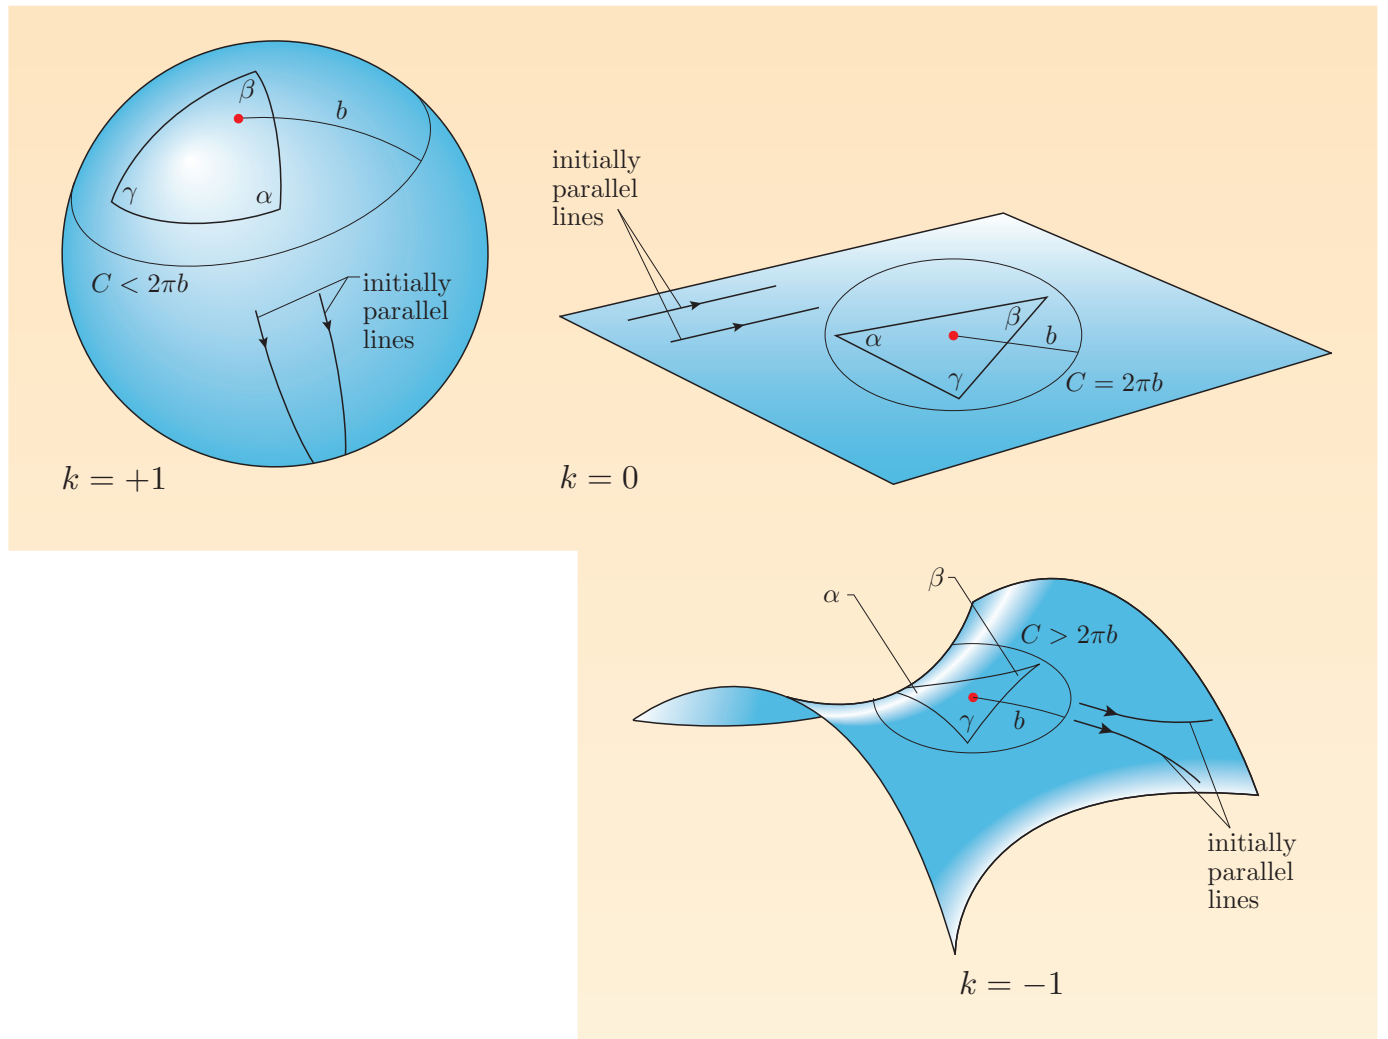 β
b
γ
α
C < 2πb
initially
parallel
lines
k = +1
initially
parallel
lines
β
α
b
γ
C = 2πb
k = 0
β
α
C > 2πb
γ
b
initially
parallel
lines
k = −1